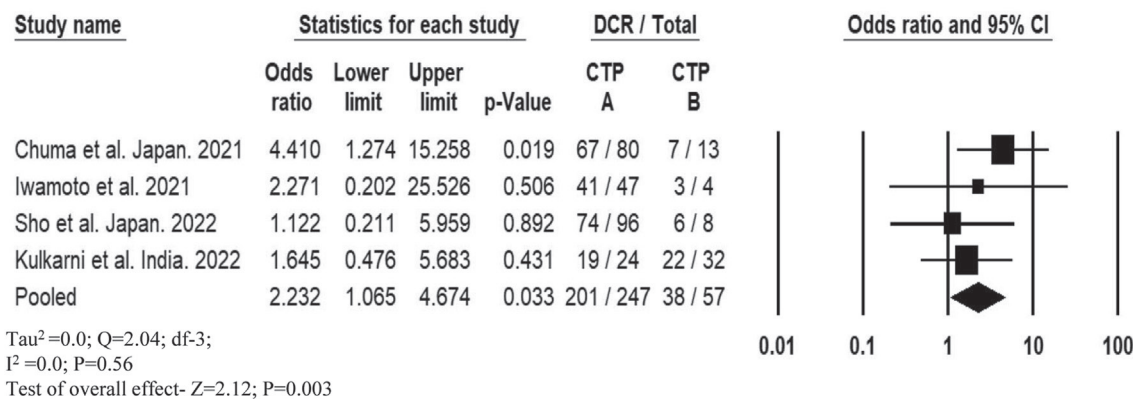 Study name Statistics for each study DCR / Total Odds ratio and 95% CI
Odds Lower Upper CTP CTP
ratio limit limit p-Value A B
Chuma et al. Japan. 2021 4.410 1.274 15.258 0.019 67 / 80 7 / 13
Iwamoto et al. 2021 2.271 0.202 25.526 0.506 41 / 47 3 / 4
Sho et al. Japan. 2022 1.122 0.211 5.959 0.892 74 / 96 6 / 8
Kulkarni et al. India. 2022 1.645 0.476 5.683 0.431 19 / 24 22 / 32
Pooled 2.232 1.065 4.674 0.033 201 / 247 38 / 57
Tau² =0.0; Q=2.04; df-3;
0.01 0.1 1 10 100
I² =0.0; P=0.56
Test of overall effect- Z=2.12; P=0.003